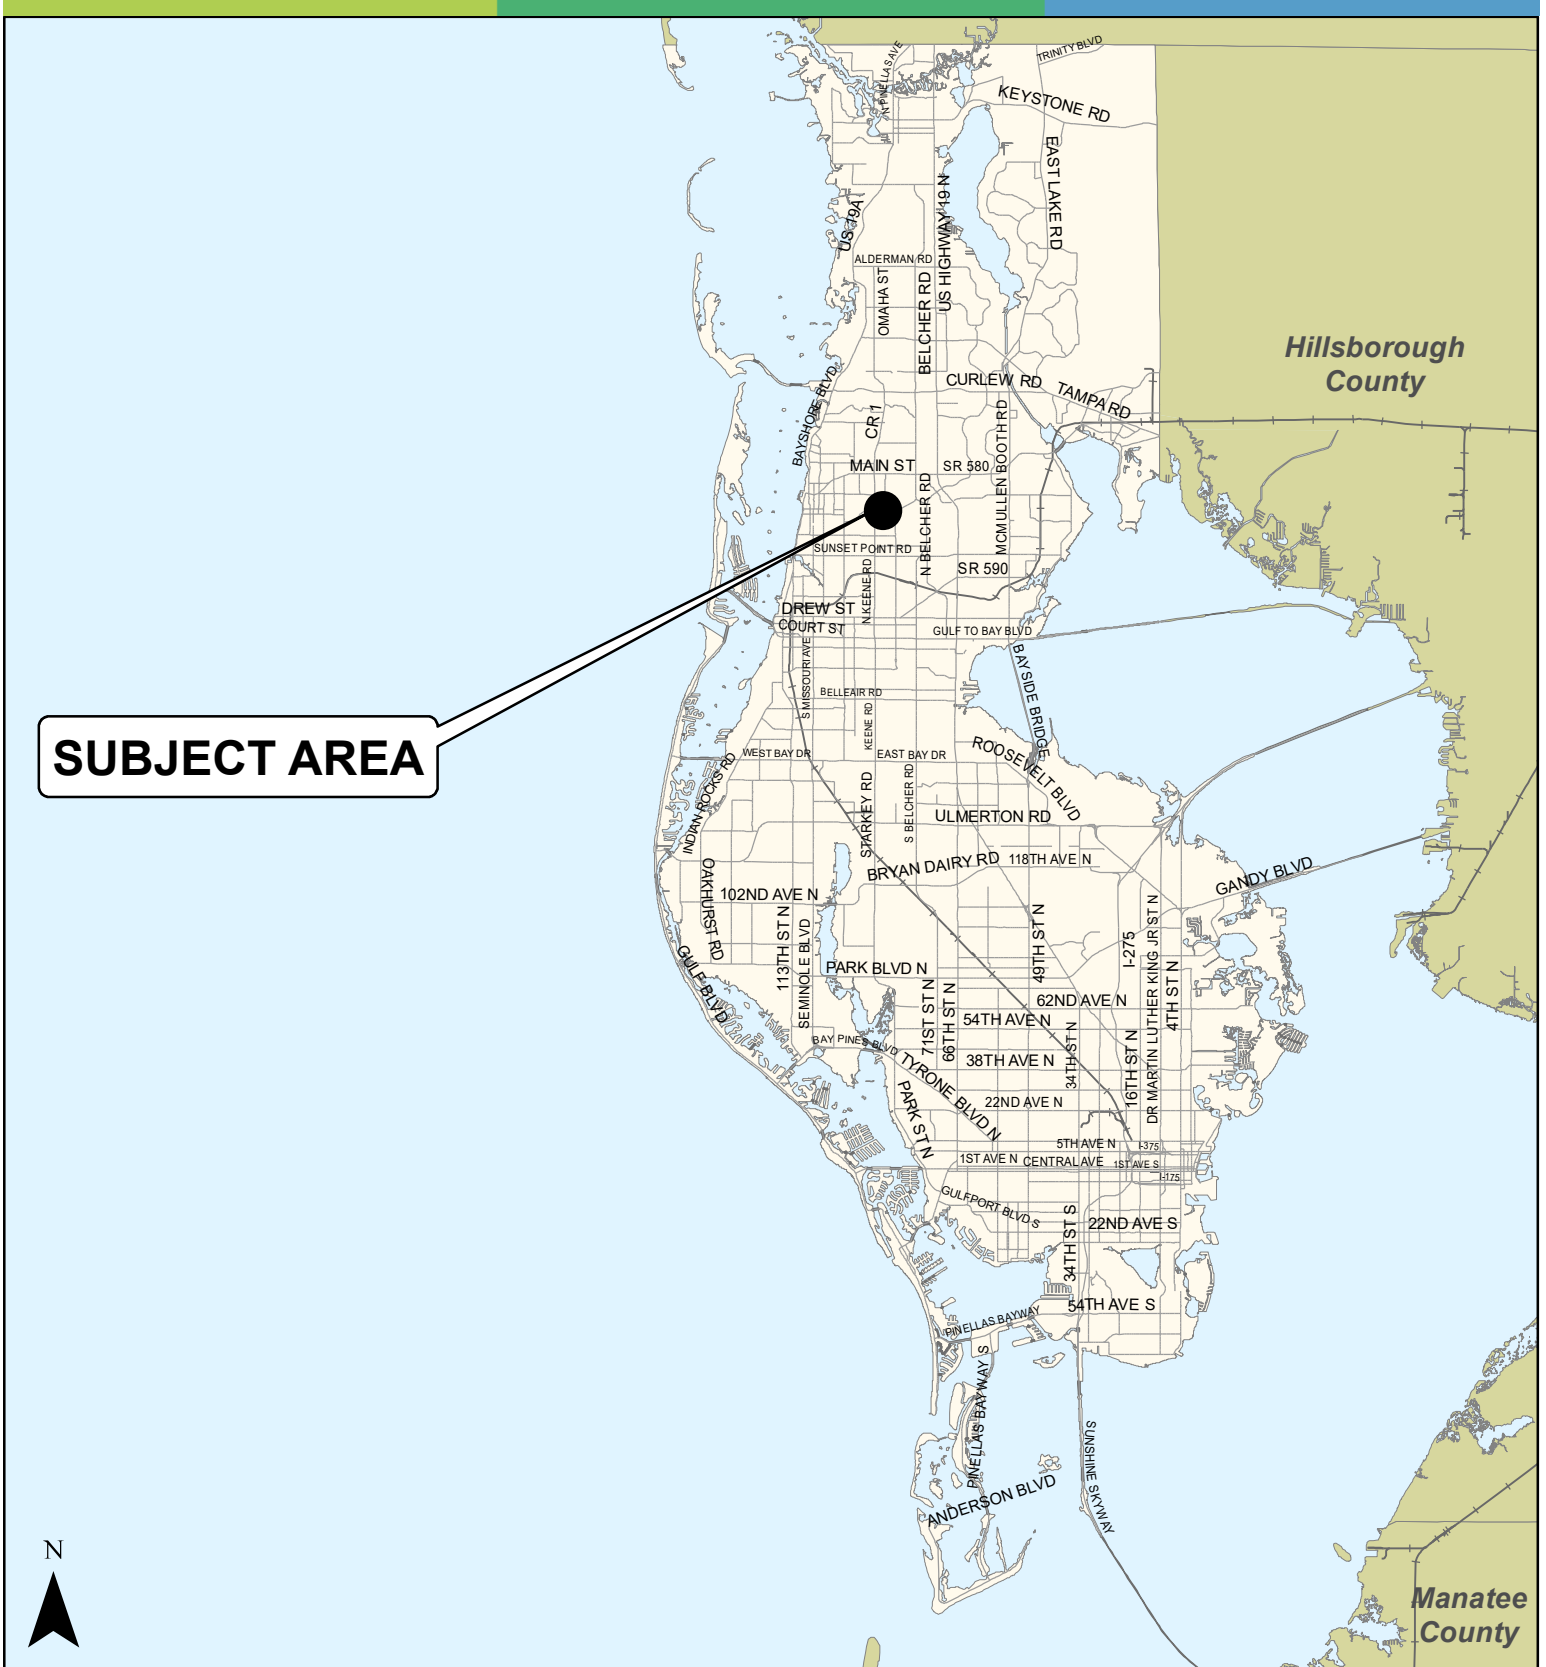 N PINELLAS AVE
TRINITY BLVD
KEYSTONE RD
EAST LAKE RD
US HIGHWAY 19 N
US 19A
ALDERMAN RD
OMAHA ST
BELCHER RD
Hillsborough
County
CURLEW RD
TAMPA RD
BAYSHORE BLVD
CR 1
MCMULLEN BOOTH RD
MAIN ST
SR 580
N BELCHER RD
SUNSET POINT RD
SR 590
N KEENE RD
DREW ST
COURT ST
GULF TO BAY BLVD
S MISSOURI AVE
BAYSIDE BRIDGE
BELLEAIR RD
KEENE RD
SUBJECT AREA
WEST BAY DR
EAST BAY DR
ROOSEVELT BLVD
INDIAN ROCKS RD
STARKEY RD
S BELCHER RD
ULMERTON RD
BRYAN DAIRY RD
118TH AVE N
GANDY BLVD
OAKHURST RD
102ND AVE N
113TH ST N
SEMINOLE BLVD
49TH ST N
I-275
DR MARTIN LUTHER KING JR ST N
4TH ST N
GULF BLVD
PARK BLVD N
71ST ST N
66TH ST N
62ND AVE N
54TH AVE N
34TH ST N
16TH ST N
BAY PINES BLVD
38TH AVE N
TYRONE BLVD N
PARK ST N
22ND AVE N
5TH AVE N
I-375
1ST AVE N
CENTRAL AVE
1ST AVE S
I-175
GULFPORT BLVD S
34TH ST S
22ND AVE S
54TH AVE S
PINELLAS BAYWAY
PINELLAS BAYWAY S
SUNSHINE SKYWAY
ANDERSON BLVD
N
Manatee
County